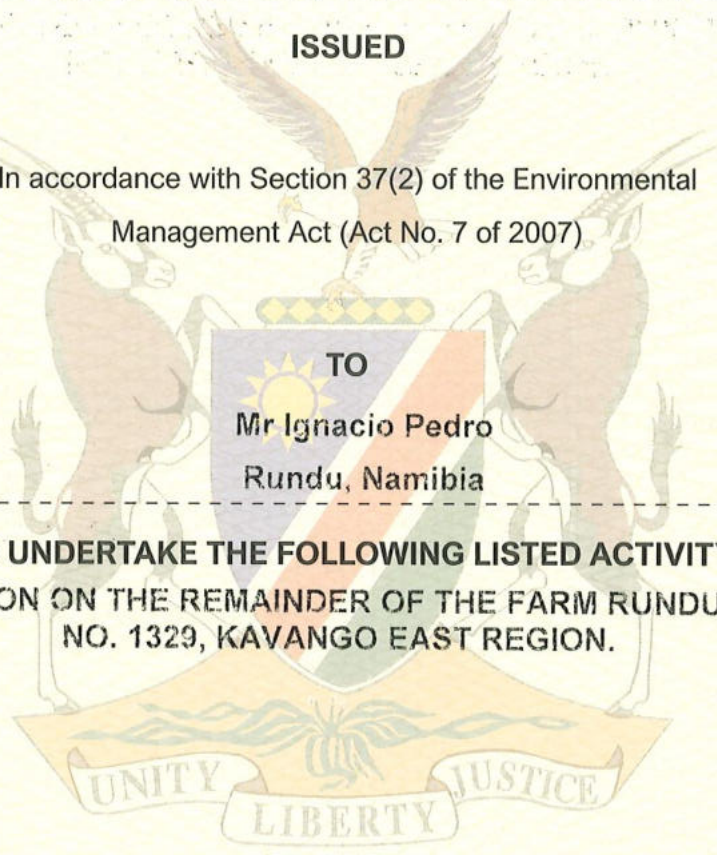 ISSUED
In accordance with Section 37(2) of the Environmental
Management Act (Act No. 7 of 2007)
TO
Mr Ignacio Pedro
Rundu, Namibia
UNDERTAKE THE FOLLOWING LISTED ACTIVITY
ON ON THE REMAINDER OF THE FARM RUNDU
NO. 1329, KAVANGO EAST REGION.
UNITY
LIBERTY
JUSTICE